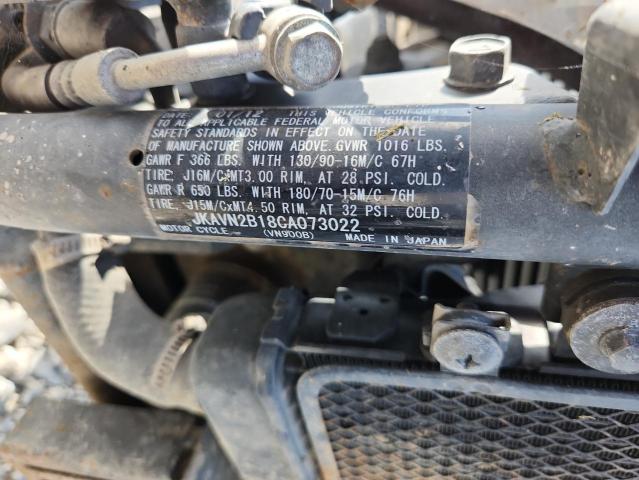 DATE 01/12 THIS VEHICLE CONFORMS
TO ALL APPLICABLE FEDERAL MOTOR VEHICLE
SAFETY STANDARDS IN EFFECT ON THE DATE
OF MANUFACTURE SHOWN ABOVE. GVWR 1016 LBS.
GAWR F 366 LBS. WITH 130/90-16M/C 67H
TIRE: J16M/CxMT3.00 RIM, AT 28 PSI. COLD.
GAWR R 650 LBS. WITH 180/70-15M/C 76H
TIRE, J15M/CxMT4.50 RIM, AT 32 PSI. COLD.
JKAVN2B18CA073022
MOTOR CYCLE (VN900B) MADE IN JAPAN